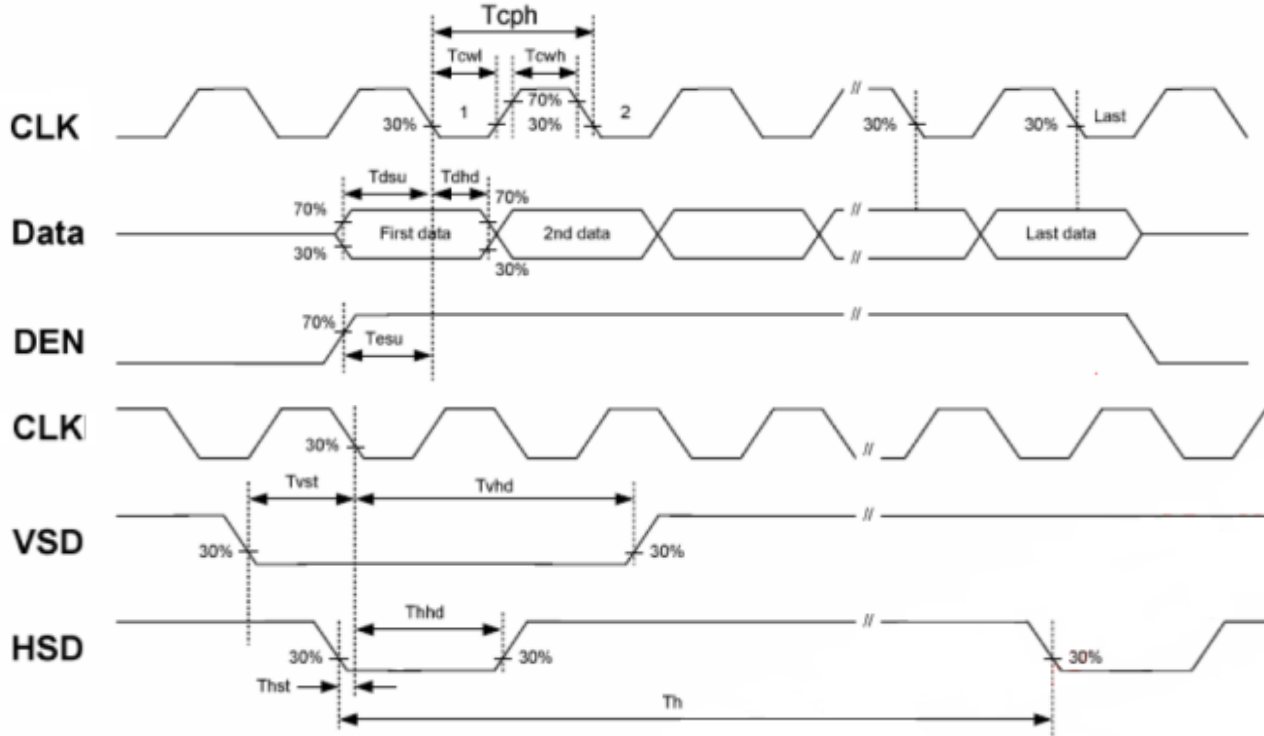 Tcph
Tcwl Tcwh
CLK 30% 1 70% 30% 2 30% 30% Last
Tdsu Tdhd
70% 70%
Data First data 2nd data Last data
30% 30%
70%
DEN Tesu
CLK 30%
Tvst Tvhd
VSD 30% 30%
Thhd
HSD 30% 30% 30%
Thst
Th